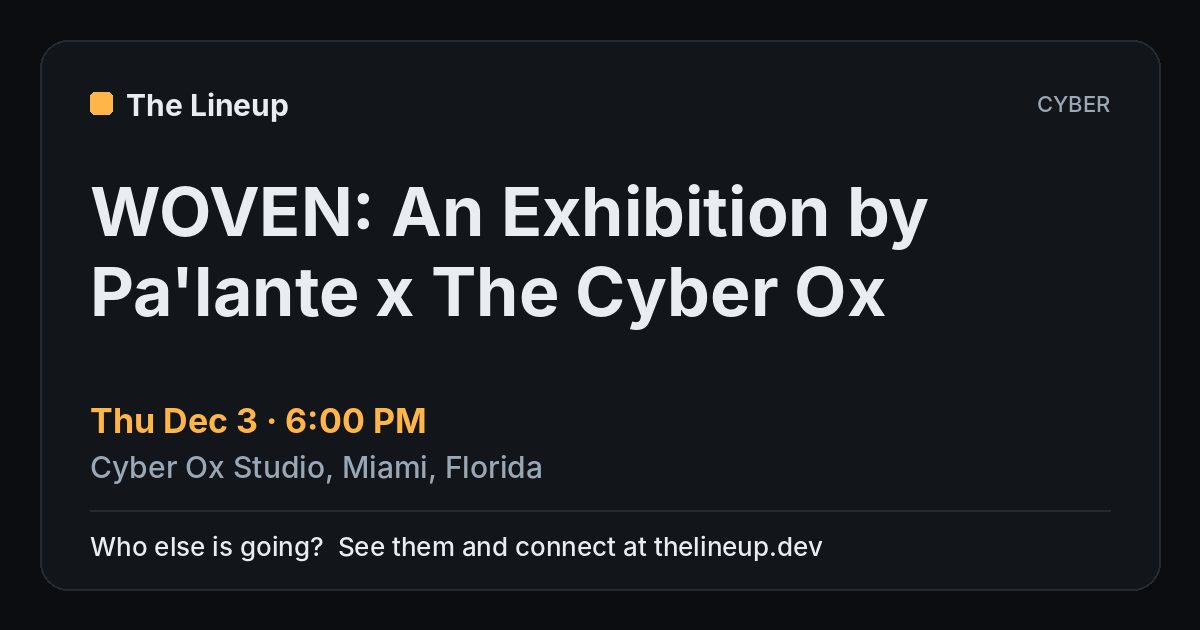 The Lineup
CYBER
WOVEN: An Exhibition by
Pa'lante x The Cyber Ox
Thu Dec 3 · 6:00 PM
Cyber Ox Studio, Miami, Florida
Who else is going?  See them and connect at thelineup.dev